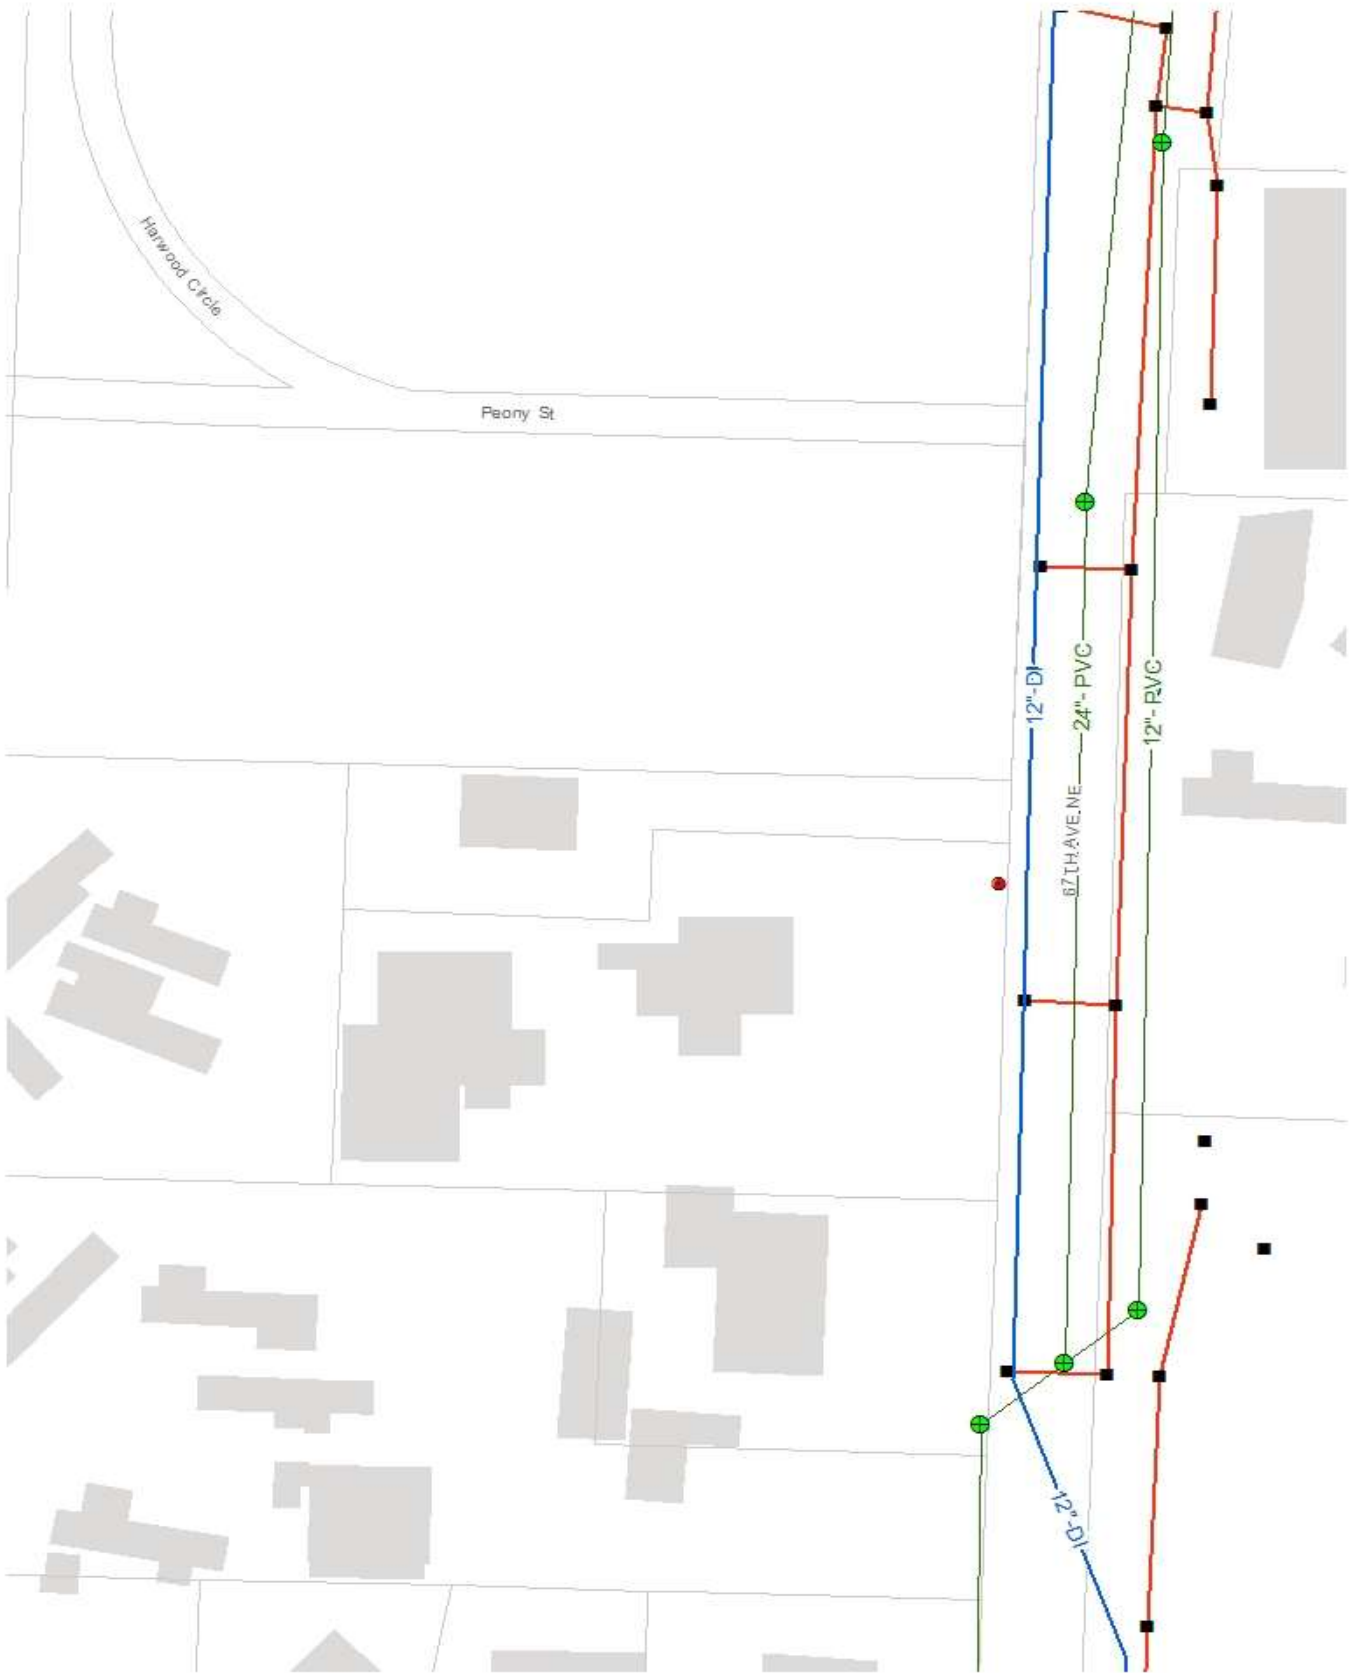 Harwood Circle
Peony St
12"-DI
24"- PVC
12"- PVC
67TH AVE NE
12"-DI